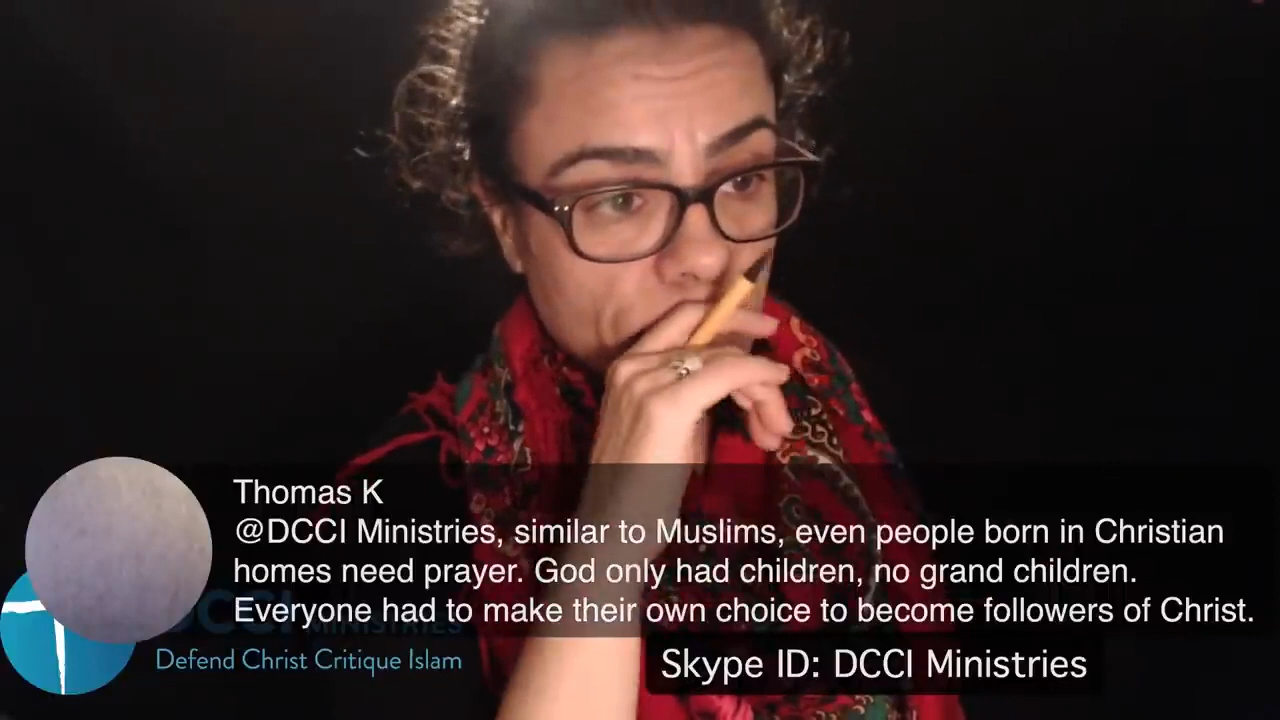 Thomas K
@DCCI Ministries, similar to Muslims, even people born in Christian
homes need prayer. God only had children, no grand children.
Everyone had to make their own choice to become followers of Christ.
DCCI MINISTRIES
Defend Christ Critique Islam
Skype ID: DCCI Ministries